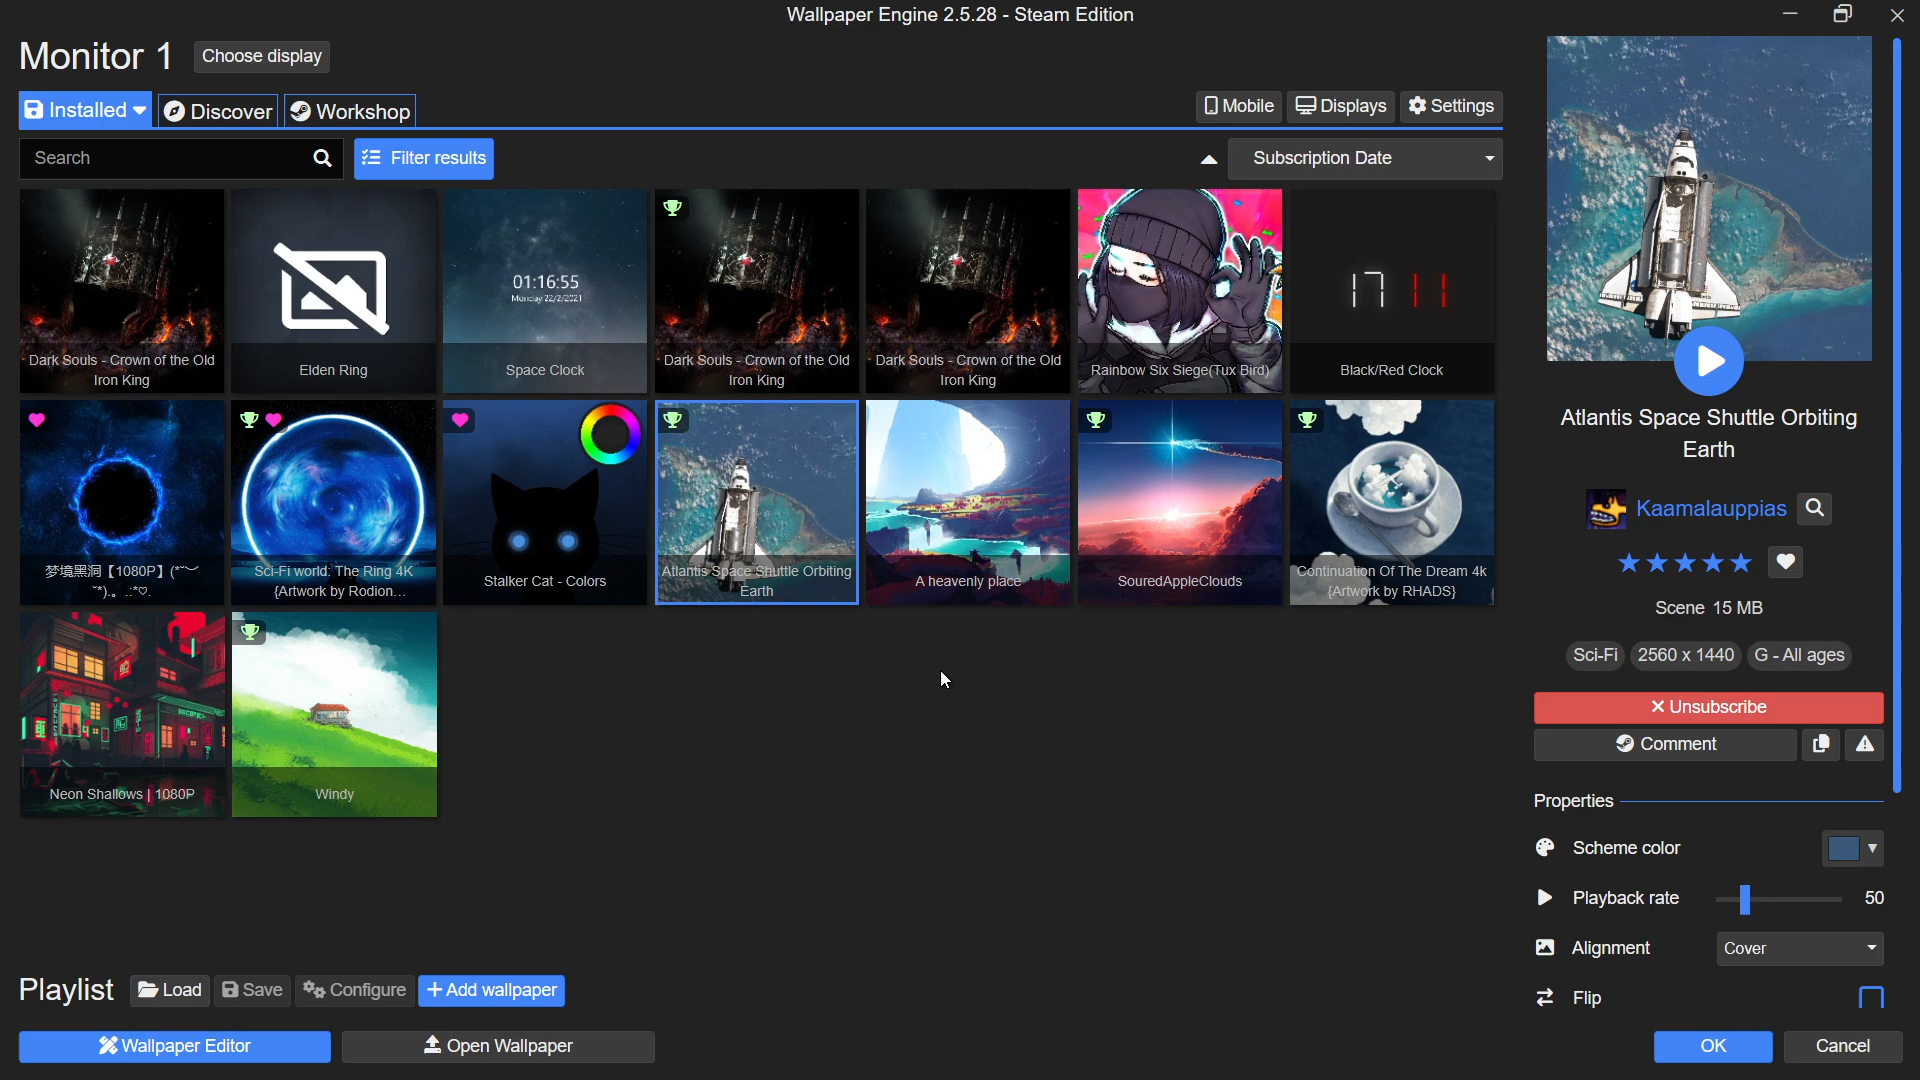 Wallpaper Engine 2.5.28 - Steam Edition
Monitor 1
Choose display
Installed
Discover
Workshop
Mobile
Displays
Settings
Search
Filter results
Subscription Date
Dark Souls - Crown of the Old
Iron King
Elden Ring
01:16:55
Monday 22/2/2021
Space Clock
Dark Souls - Crown of the Old
Iron King
Dark Souls - Crown of the Old
Iron King
Rainbow Six Siege(Tux Bird)
17 11
Black/Red Clock
梦境黑洞【1080P】(*˘︶
˘*).。.:*♡.
Sci-Fi world: The Ring 4K
{Artwork by Rodion...
Stalker Cat - Colors
Atlantis Space Shuttle Orbiting
Earth
A heavenly place
SouredAppleClouds
Continuation Of The Dream 4k
{Artwork by RHADS}
Neon Shallows | 1080P
Windy
Atlantis Space Shuttle Orbiting
Earth
Kaamalauppias
Scene 15 MB
Sci-Fi
2560 x 1440
G - All ages
Unsubscribe
Comment
Properties
Scheme color
Playback rate
50
Alignment
Cover
Flip
Playlist
Load
Save
Configure
Add wallpaper
Wallpaper Editor
Open Wallpaper
OK
Cancel